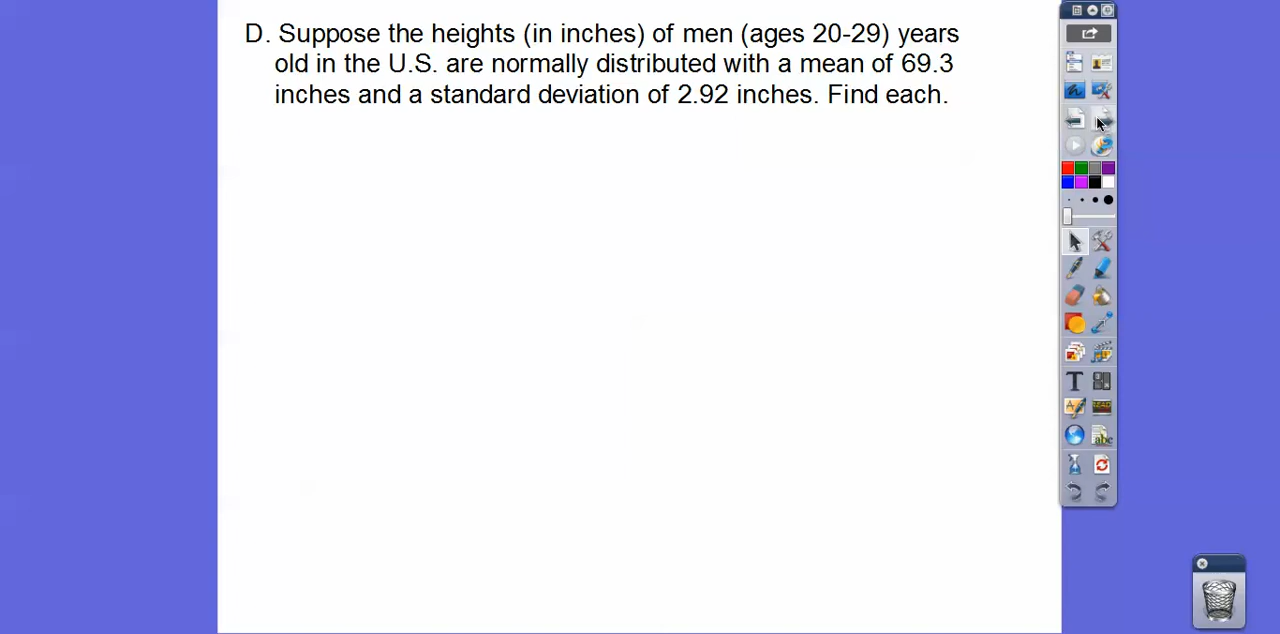 D. Suppose the heights (in inches) of men (ages 20-29) years
old in the U.S. are normally distributed with a mean of 69.3
inches and a standard deviation of 2.92 inches. Find each.